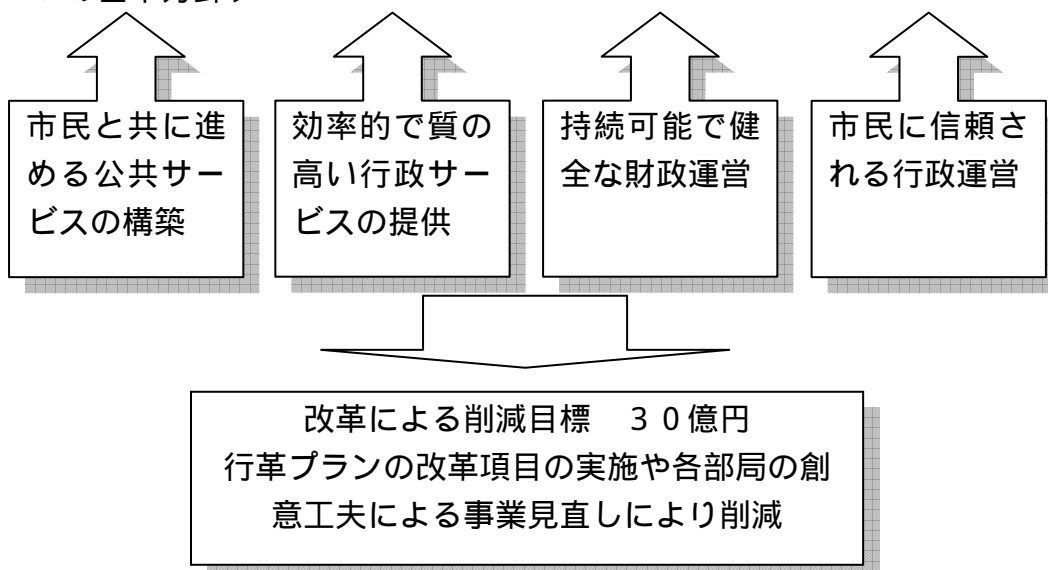 市民と共に進
める公共サー
ビスの構築
効率的で質の
高い行政サー
ビスの提供
持続可能で健
全な財政運営
市民に信頼さ
れる行政運営
改革による削減目標　３０億円
行革プランの改革項目の実施や各部局の創
意工夫による事業見直しにより削減